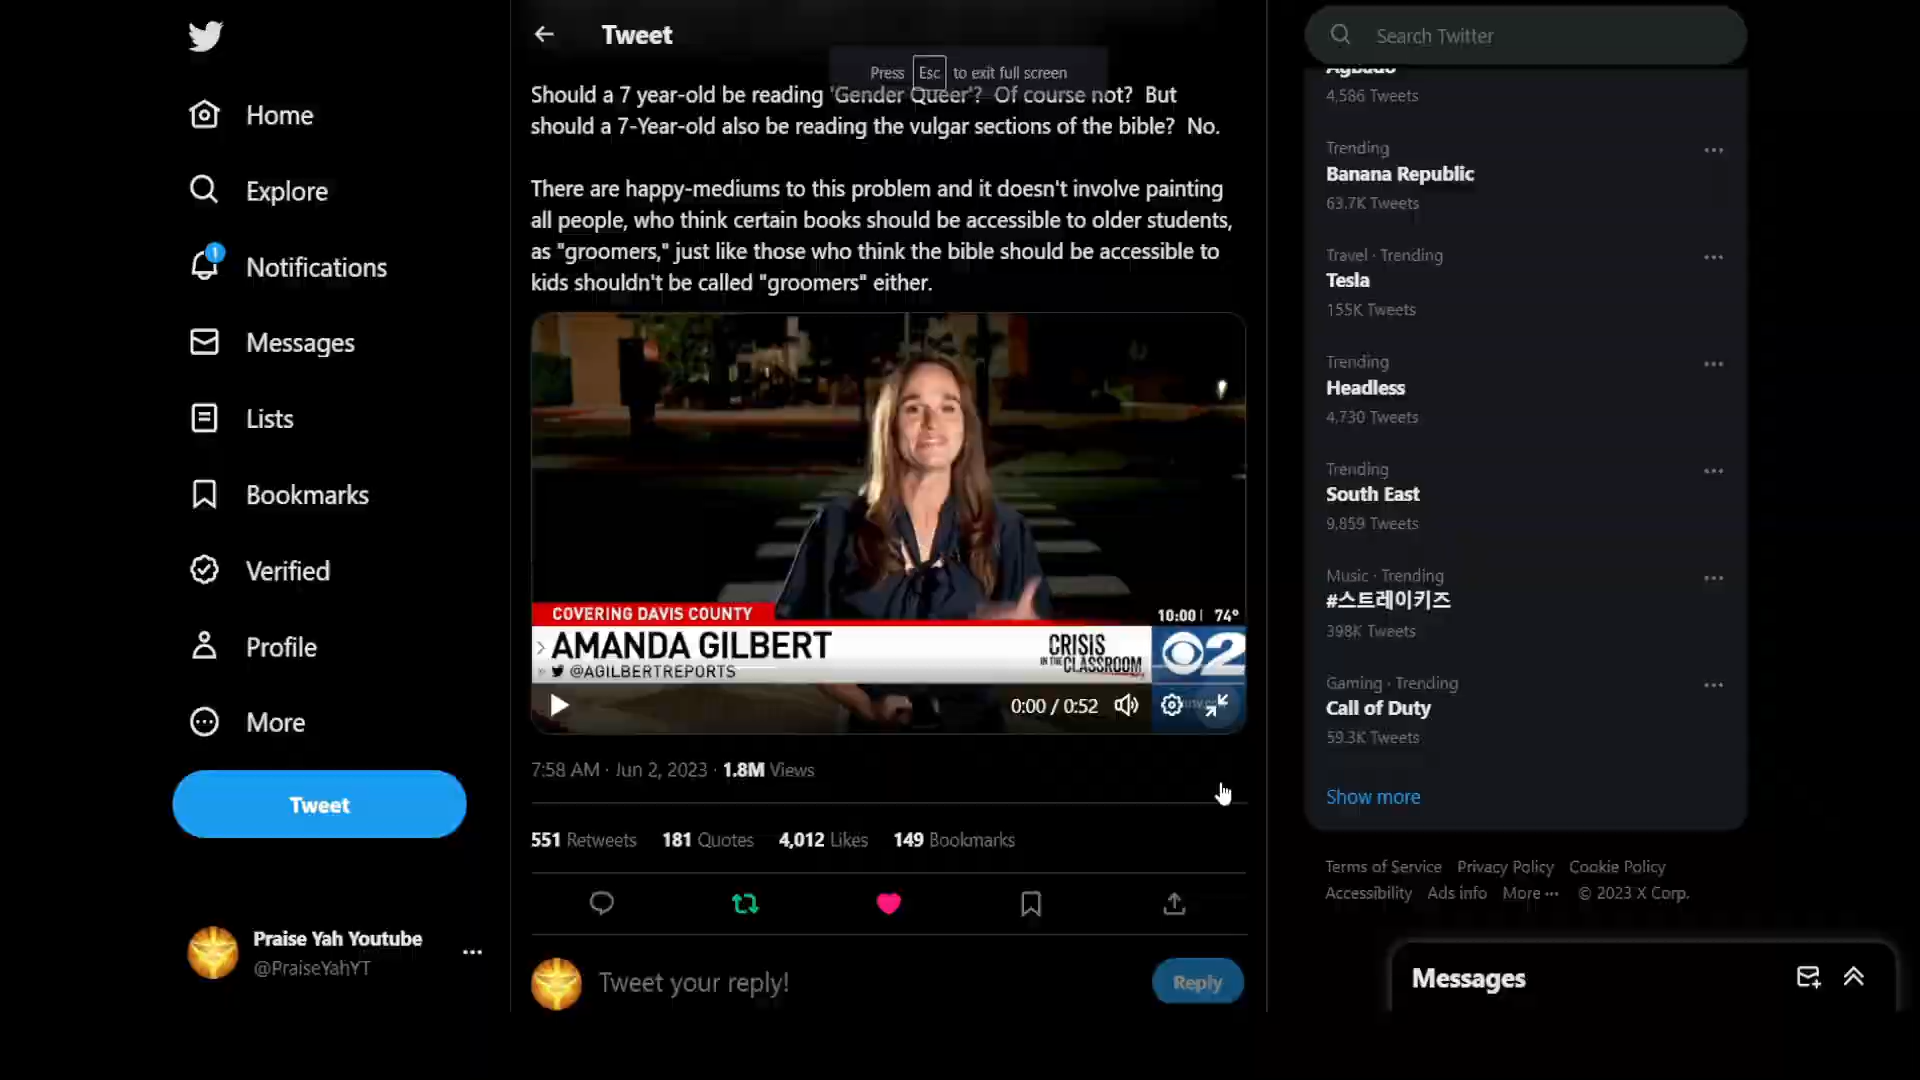 Home
Explore
1
Notifications
Messages
Lists
Bookmarks
Verified
Profile
More
Tweet
Praise Yah Youtube
@PraiseYahYT
Tweet
Press Esc to exit full screen
Should a 7 year-old be reading 'Gender Queer'? Of course not? But
should a 7-Year-old also be reading the vulgar sections of the bible? No.
There are happy-mediums to this problem and it doesn't involve painting
all people, who think certain books should be accessible to older students,
as "groomers," just like those who think the bible should be accessible to
kids shouldn't be called "groomers" either.
COVERING DAVIS COUNTY
10:00 74°
AMANDA GILBERT
@AGILBERTREPORTS
CRISIS
IN THE CLASSROOM
2
0:00 / 0:52
7:58 AM · Jun 2, 2023 · 1.8M Views
551 Retweets 181 Quotes 4,012 Likes 149 Bookmarks
Tweet your reply!
Reply
Search Twitter
Agbado
4,586 Tweets
Trending
Banana Republic
63.7K Tweets
Travel · Trending
Tesla
155K Tweets
Trending
Headless
4,730 Tweets
Trending
South East
9,859 Tweets
Music · Trending
#스트레이키즈
398K Tweets
Gaming · Trending
Call of Duty
59.3K Tweets
Show more
Terms of Service Privacy Policy Cookie Policy
Accessibility Ads info More ··· © 2023 X Corp.
Messages